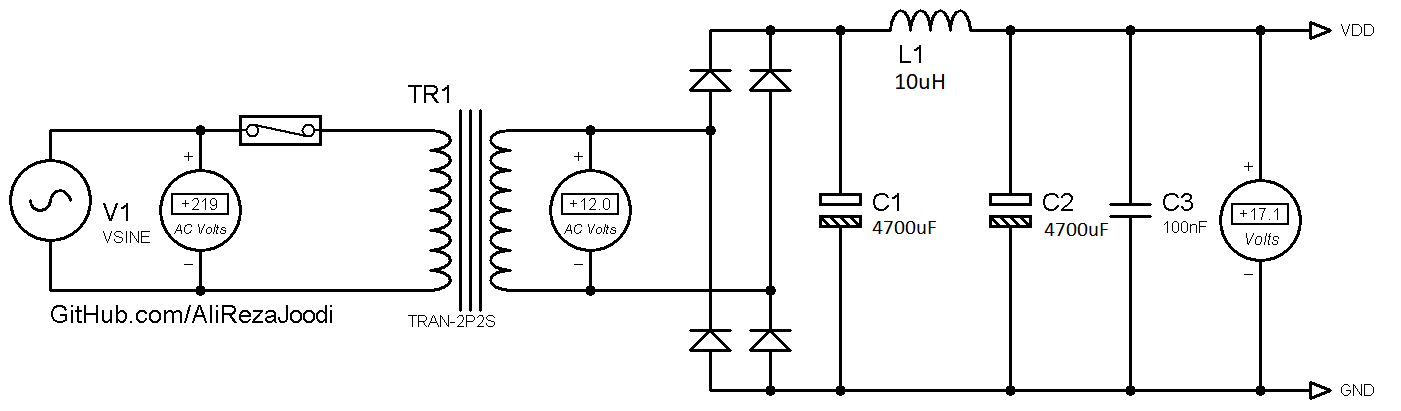 VDD
L1
10uH
TR1
+
+219
AC Volts
−
V1
VSINE
+
+12.0
AC Volts
−
C1
4700uF
C2
4700uF
C3
100nF
+
+17.1
Volts
−
GitHub.com/AliRezaJoodi
TRAN-2P2S
GND